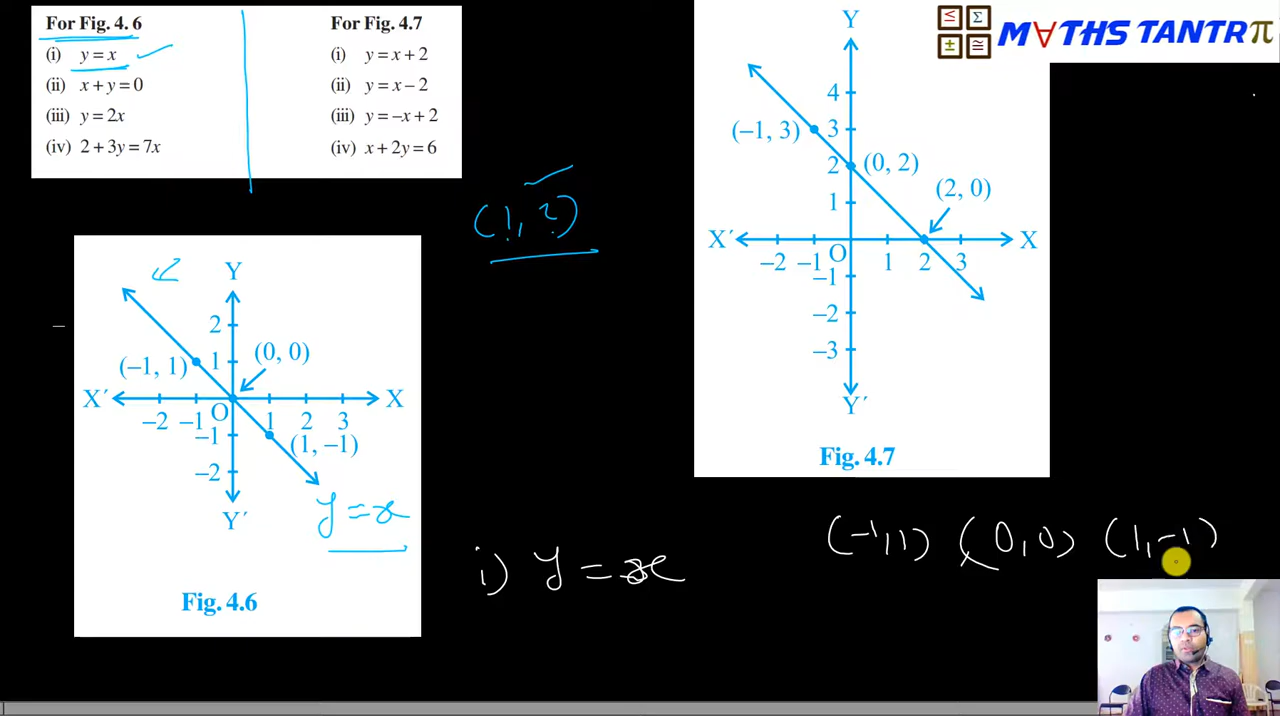 For Fig. 4. 6
(i) y = x
(ii) x + y = 0
(iii) y = 2x
(iv) 2 + 3y = 7x
For Fig. 4.7
(i) y = x + 2
(ii) y = x – 2
(iii) y = –x + 2
(iv) x + 2y = 6
M∀THS TANTRπ
≤ Σ
± ≅
(1, ?)
Y
2
1
(–1, 1)
(0, 0)
X′
X
–2 –1 O 1 2 3
–1
(1, –1)
–2
Y′
y = x
Fig. 4.6
Y
4
(–1, 3) 3
2 (0, 2)
(2, 0)
1
X′ X
O
–2 –1 1 2 3
–1
–2
–3
Y′
Fig. 4.7
i) y = x
(-1,1) (0,0) (1,-1)